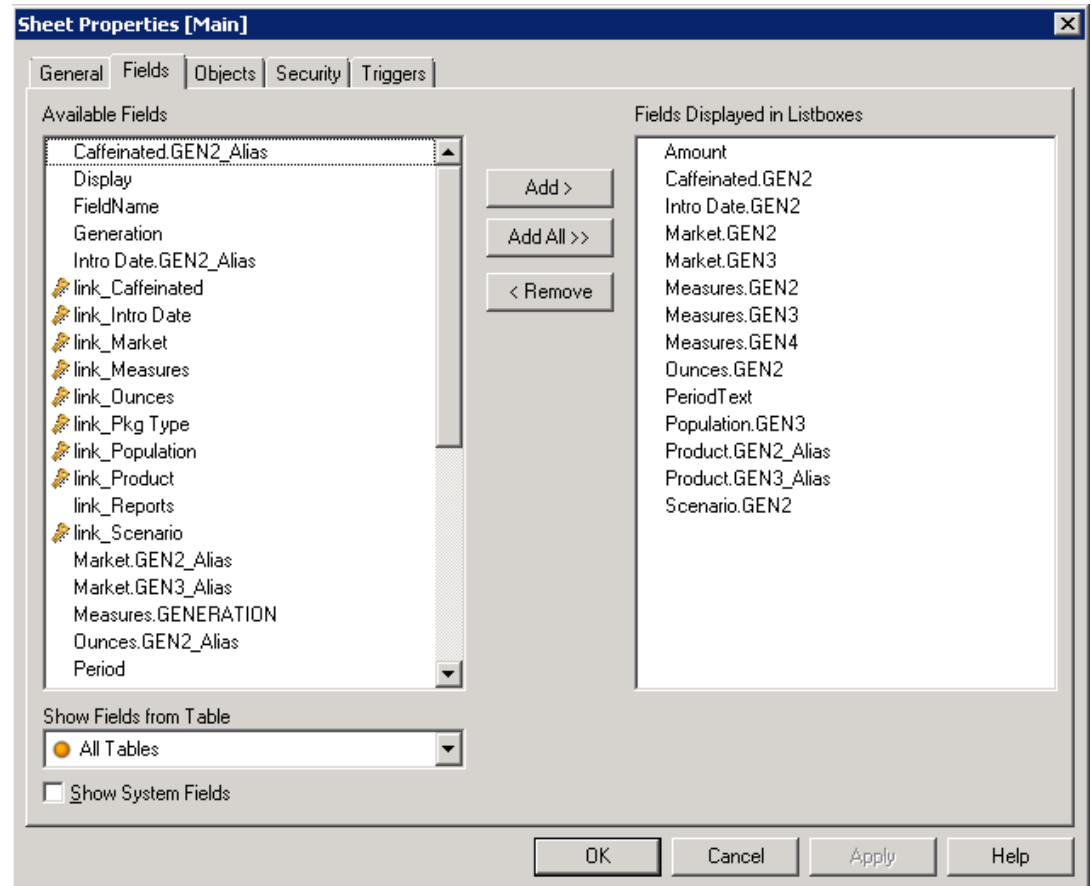 Sheet Properties [Main]
General Fields Objects Security Triggers
Available Fields
Caffeinated.GEN2_Alias
Display
FieldName
Generation
Intro Date.GEN2_Alias
link_Caffeinated
link_Intro Date
link_Market
link_Measures
link_Ounces
link_Pkg Type
link_Population
link_Product
link_Reports
link_Scenario
Market.GEN2_Alias
Market.GEN3_Alias
Measures.GENERATION
Ounces.GEN2_Alias
Period
Show Fields from Table
All Tables
Show System Fields
Add >
Add All >>
< Remove
Fields Displayed in Listboxes
Amount
Caffeinated.GEN2
Intro Date.GEN2
Market.GEN2
Market.GEN3
Measures.GEN2
Measures.GEN3
Measures.GEN4
Ounces.GEN2
PeriodText
Population.GEN3
Product.GEN2_Alias
Product.GEN3_Alias
Scenario.GEN2
OK Cancel Apply Help